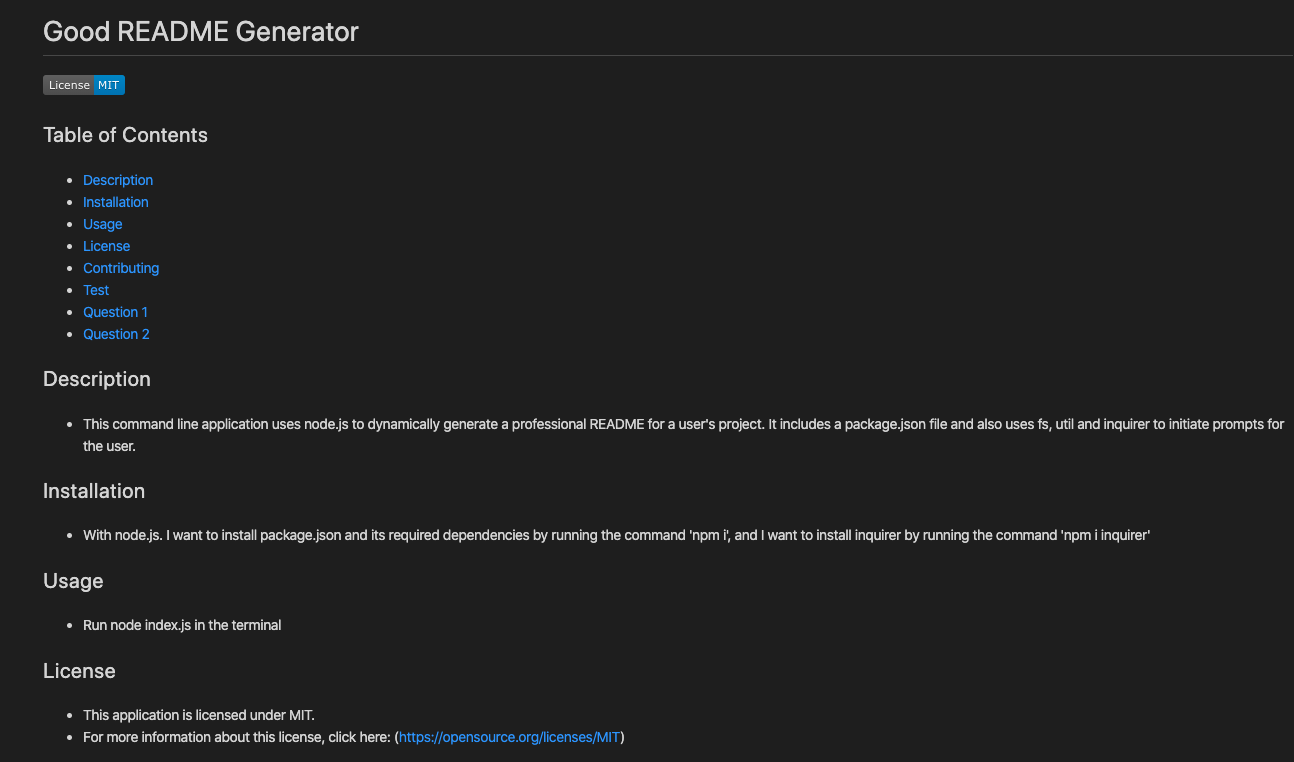 Good README Generator
License MIT
Table of Contents
Description
Installation
Usage
License
Contributing
Test
Question 1
Question 2
Description
This command line application uses node.js to dynamically generate a professional README for a user's project. It includes a package.json file and also uses fs, util and inquirer to initiate prompts for
the user.
Installation
With node.js. I want to install package.json and its required dependencies by running the command 'npm i', and I want to install inquirer by running the command 'npm i inquirer'
Usage
Run node index.js in the terminal
License
This application is licensed under MIT.
For more information about this license, click here: (https://opensource.org/licenses/MIT)